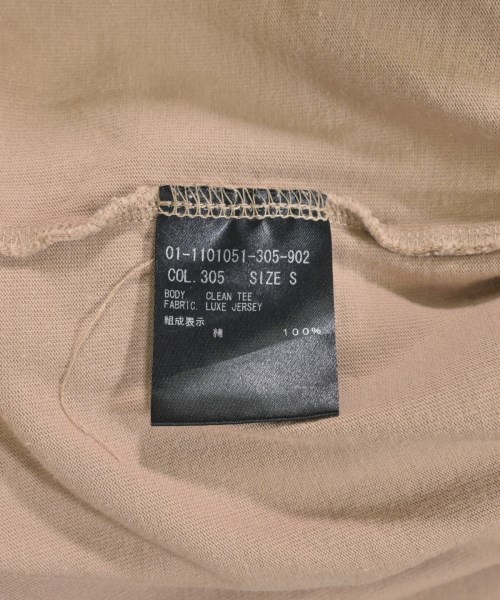 01-1101051-305-902
COL.305 SIZE S
BODY CLEAN TEE
FABRIC. LUXE JERSEY
組成表示
綿 100%